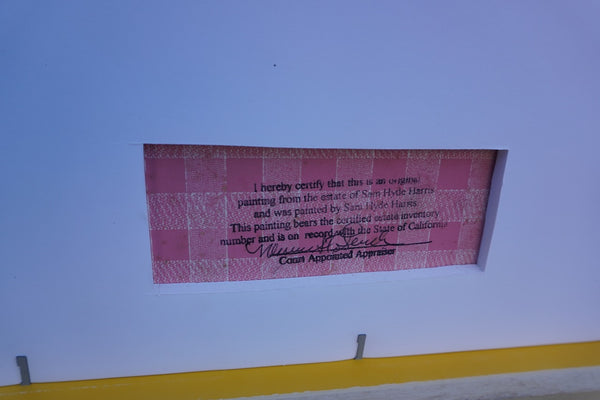 I hereby certify that this is an original
painting from the estate of Sam Hyde Harris
and was painted by Sam Hyde Harris.
This painting bears the certified estate inventory
number and is on record with the State of California
Court Appointed Appraiser